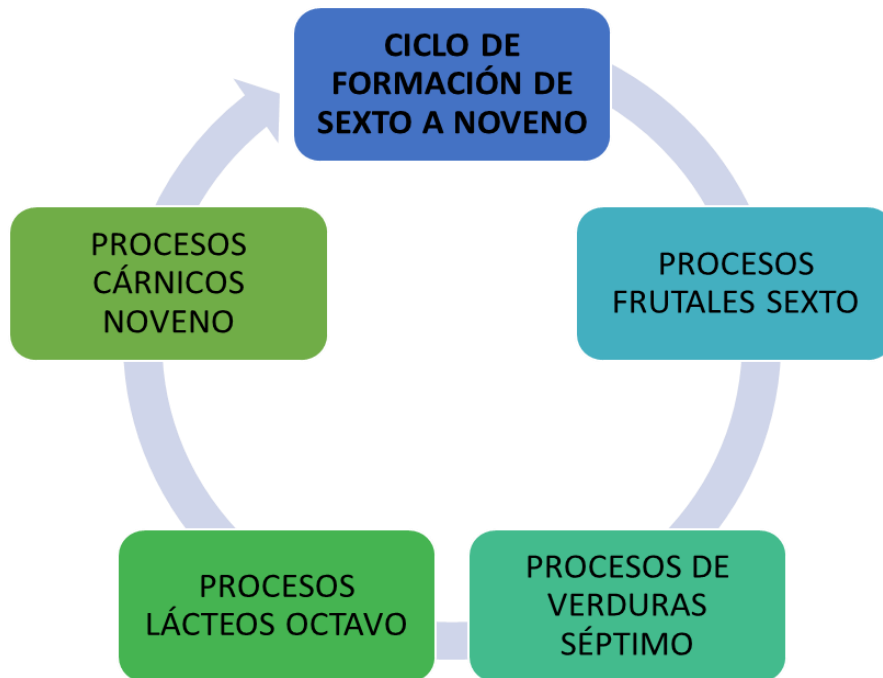 CICLO DE
FORMACIÓN DE
SEXTO A NOVENO
PROCESOS
FRUTALES SEXTO
PROCESOS DE
VERDURAS
SÉPTIMO
PROCESOS
LÁCTEOS OCTAVO
PROCESOS
CÁRNICOS
NOVENO